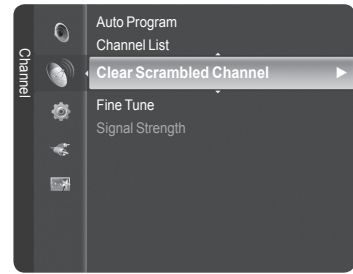 Channel
Auto Program
Channel List
Clear Scrambled Channel
Fine Tune
Signal Strength